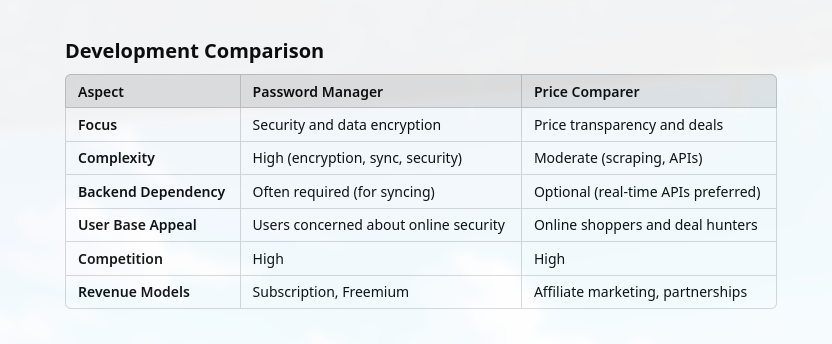 Development Comparison
Aspect Password Manager Price Comparer
Focus Security and data encryption Price transparency and deals
Complexity High (encryption, sync, security) Moderate (scraping, APIs)
Backend Dependency Often required (for syncing) Optional (real-time APIs preferred)
User Base Appeal Users concerned about online security Online shoppers and deal hunters
Competition High High
Revenue Models Subscription, Freemium Affiliate marketing, partnerships